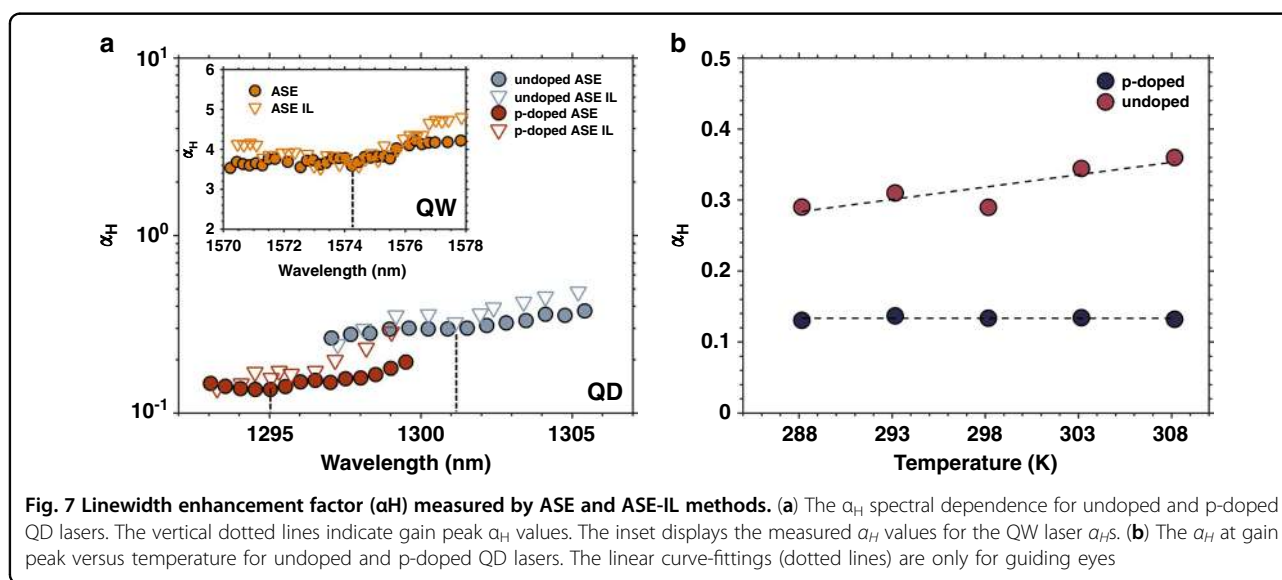 a
b
10¹
10⁰
10⁻¹
αH
1295
1300
1305
Wavelength (nm)
QD
undoped ASE
undoped ASE IL
p-doped ASE
p-doped ASE IL
6
5
4
3
2
αH
ASE
ASE IL
QW
1570
1572
1574
1576
1578
Wavelength (nm)
0.5
0.4
0.3
0.2
0.1
0
αH
p-doped
undoped
288
293
298
303
308
Temperature (K)
Fig. 7 Linewidth enhancement factor (αH) measured by ASE and ASE-IL methods. (a) The αH spectral dependence for undoped and p-doped
QD lasers. The vertical dotted lines indicate gain peak αH values. The inset displays the measured αH values for the QW laser αHs. (b) The αH at gain
peak versus temperature for undoped and p-doped QD lasers. The linear curve-fittings (dotted lines) are only for guiding eyes